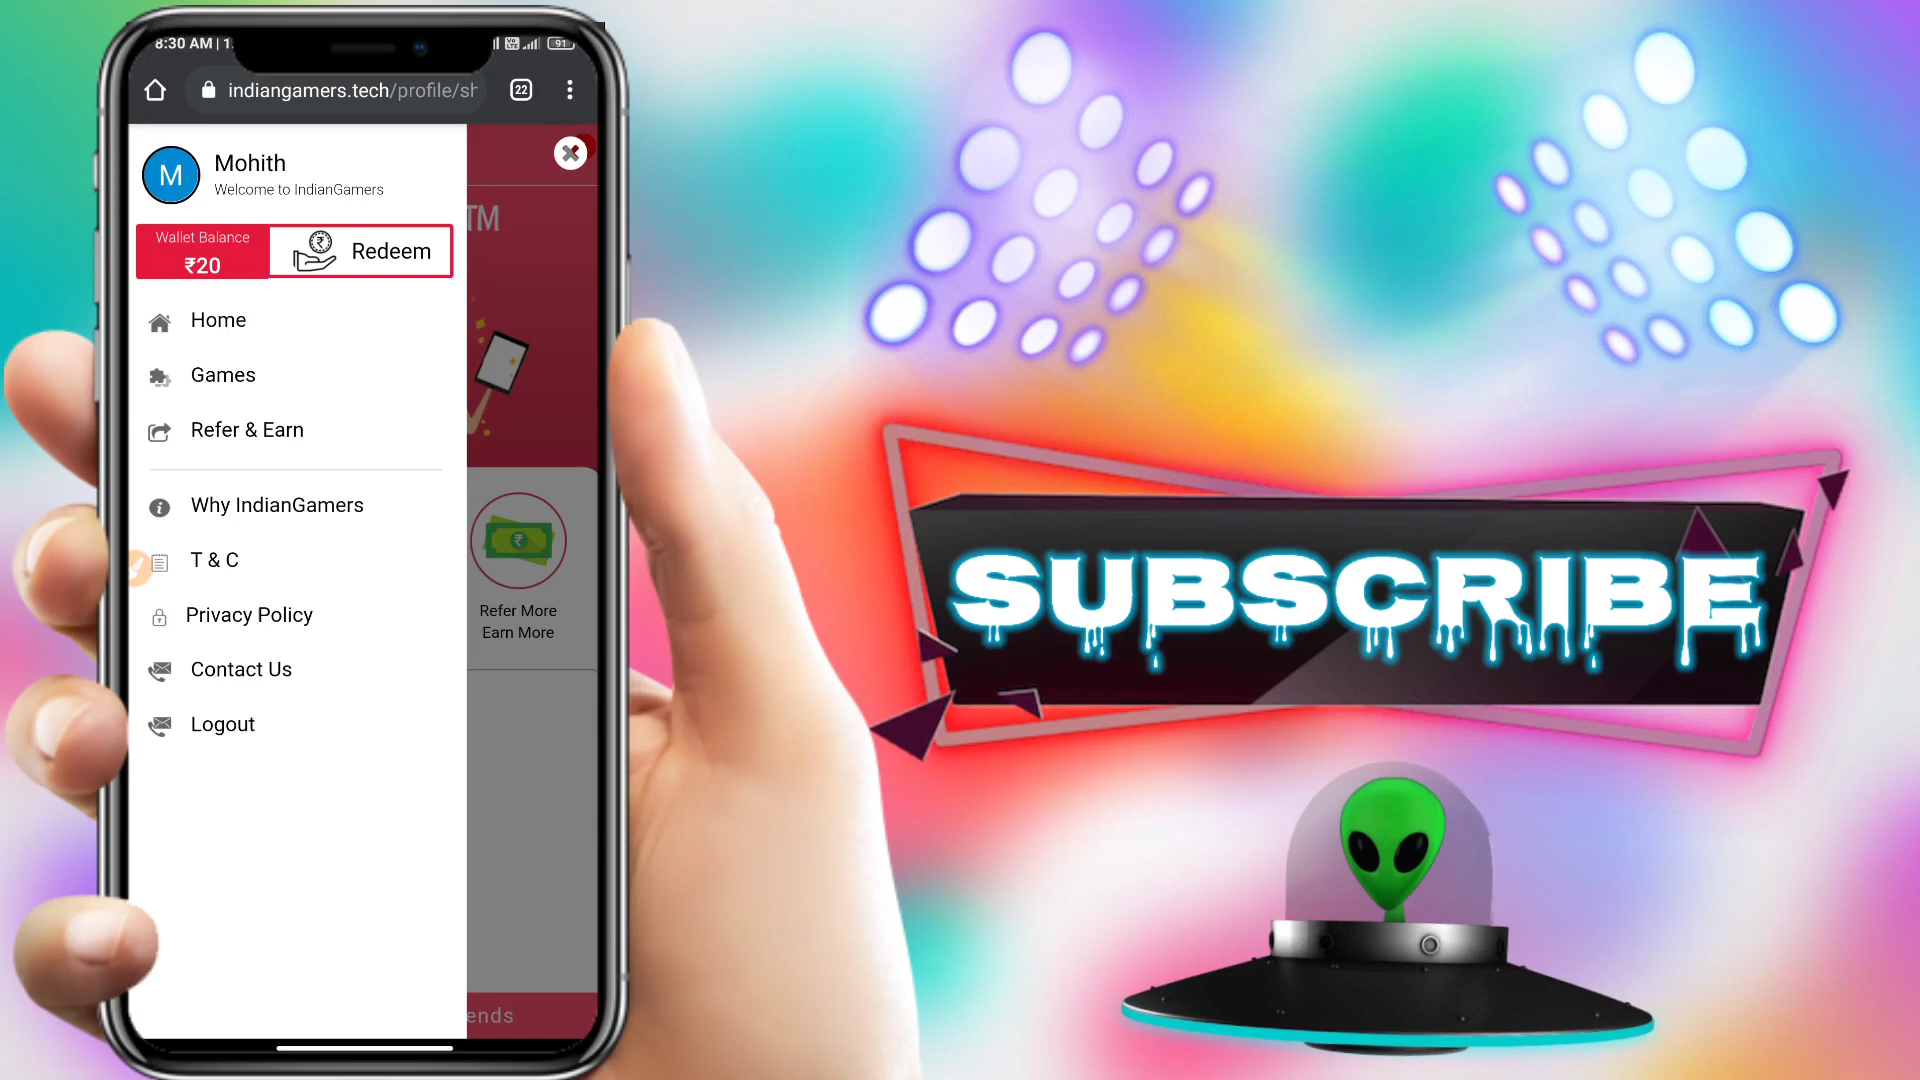 8:30 AM | 1
91
indiangamers.tech/profile/sh
22
M
Mohith
Welcome to IndianGamers
TM
Wallet Balance
₹20
Redeem
Home
Games
Refer & Earn
Why IndianGamers
T & C
Privacy Policy
Contact Us
Logout
Refer More
Earn More
ends
SUBSCRIBE